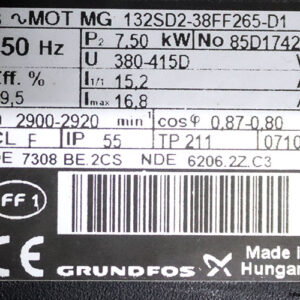 3 ~ MOT MG 132SD2-38FF265-D1
50 Hz P2 7,50 kW No 85D1742
U 380-415D V
Eff. % I1/1 15,2 A
9,5 Imax 16,8 A
2900-2920 min⁻¹ cosφ 0,87-0,80
CL F IP 55 TP 211 0710
DE 7308 BE.2CS NDE 6206.2Z.C3
FF 1
CE GRUNDFOS Made in
Hungar